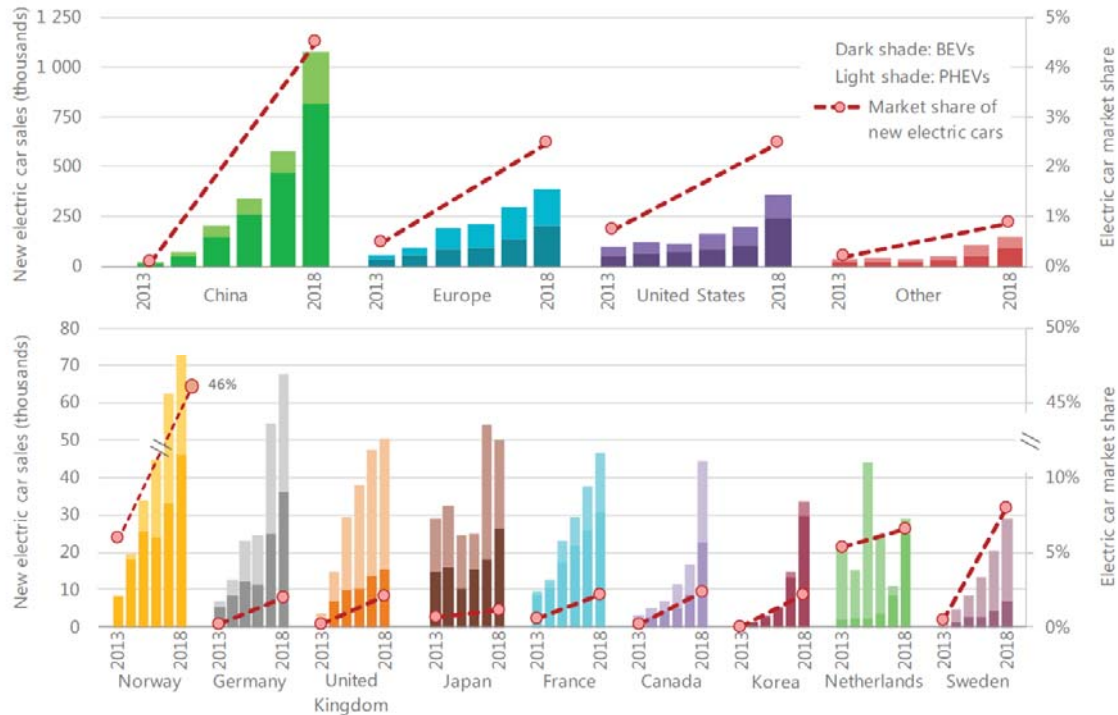 New electric car sales (thousands)
1 250
1 000
750
500
250
0
5%
4%
3%
2%
1%
0%
Electric car market share
Dark shade: BEVs
Light shade: PHEVs
Market share of
new electric cars
2013
2018
2013
2018
2013
2018
2013
2018
China
Europe
United States
Other
New electric car sales (thousands)
80
70
60
50
40
30
20
10
0
46%
50%
45%
10%
5%
0%
Electric car market share
2013
2018
2013
2018
2013
2018
2013
2018
2013
2018
2013
2018
2013
2018
2013
2018
2013
2018
Norway
Germany
United
Kingdom
Japan
France
Canada
Korea
Netherlands
Sweden